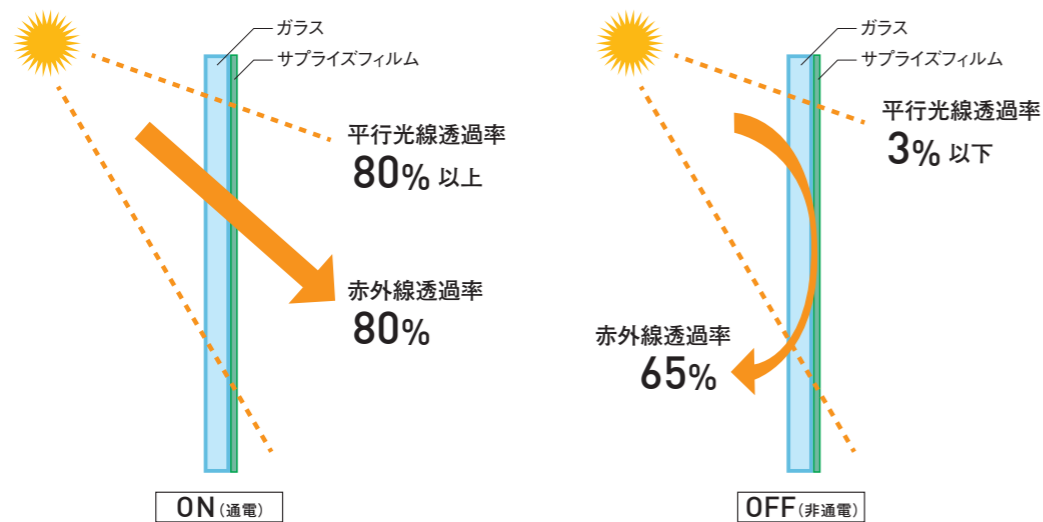 ガラス
サプライズフィルム
平行光線透過率
80% 以上
赤外線透過率
80%
ON(通電)
ガラス
サプライズフィルム
平行光線透過率
3% 以下
赤外線透過率
65%
OFF(非通電)